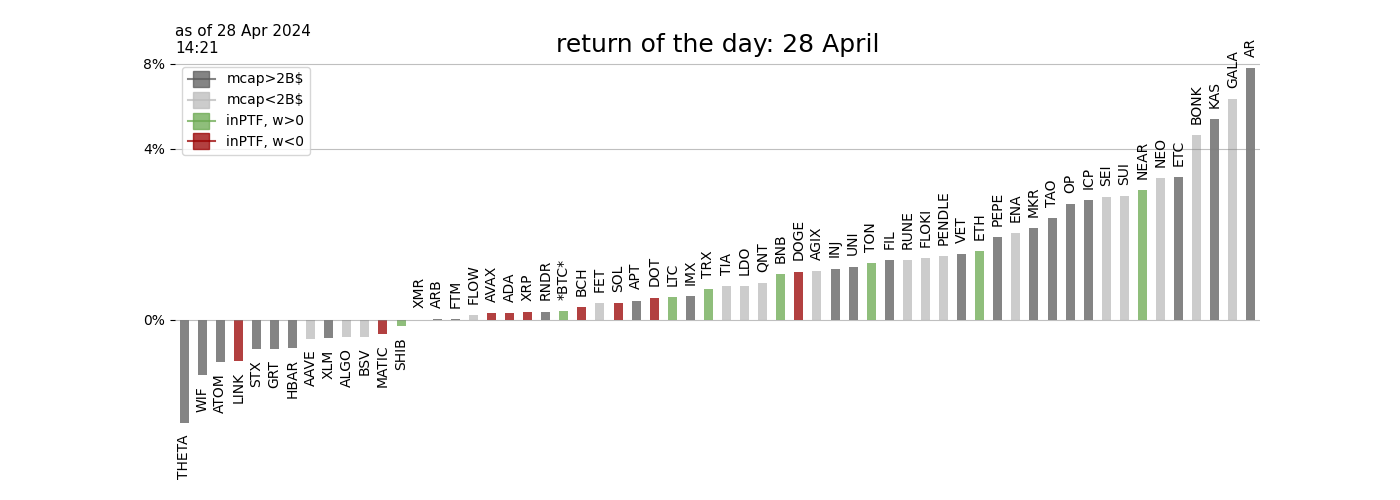 as of 28 Apr 2024
14:21
return of the day: 28 April
8%
4%
0%
mcap>2B$
mcap<2B$
inPTF, w>0
inPTF, w<0
THETA
WIF
ATOM
LINK
STX
GRT
HBAR
AAVE
XLM
ALGO
BSV
MATIC
SHIB
XMR
ARB
FTM
FLOW
AVAX
ADA
XRP
RNDR
*BTC*
BCH
FET
SOL
APT
DOT
LTC
IMX
TRX
TIA
LDO
QNT
BNB
DOGE
AGIX
INJ
UNI
TON
FIL
RUNE
FLOKI
PENDLE
VET
ETH
PEPE
ENA
MKR
TAO
OP
ICP
SEI
SUI
NEAR
NEO
ETC
BONK
KAS
GALA
AR